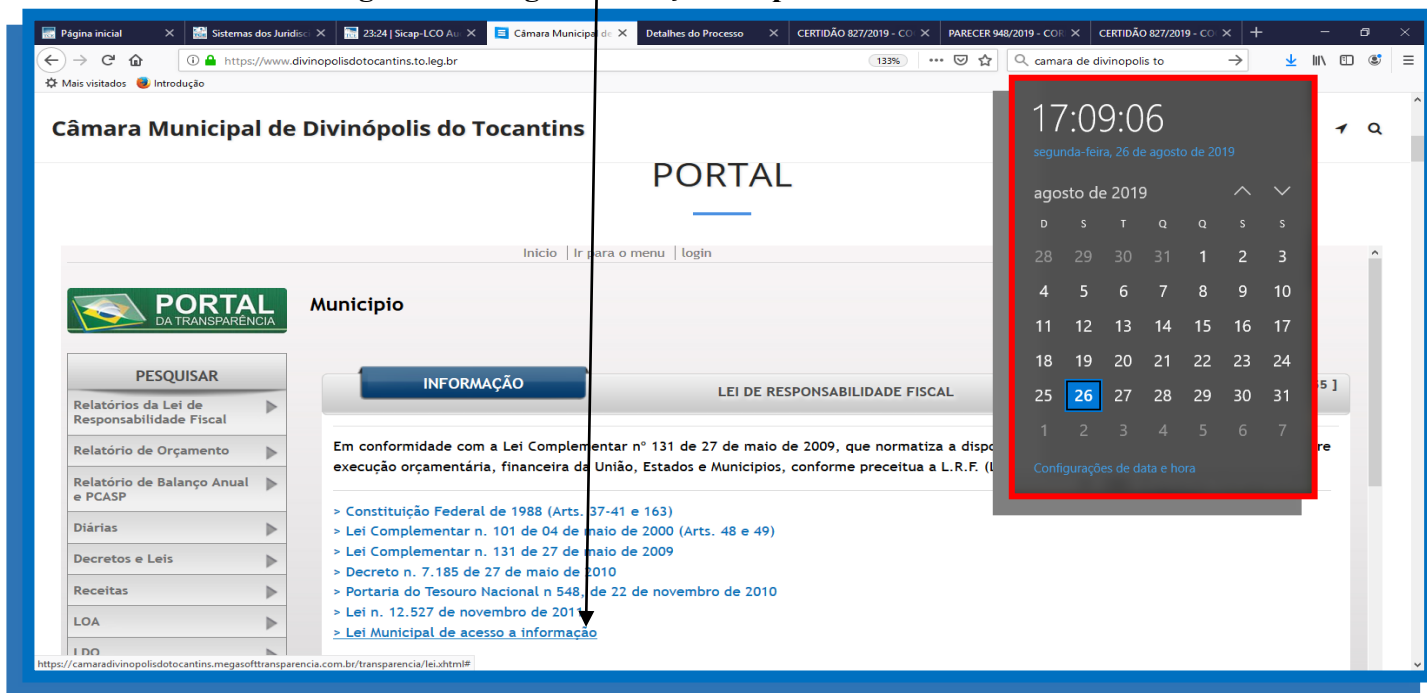 Página inicial
Sistemas dos Juridisc
23:24 | Sicap-LCO Au
Câmara Municipal de
Detalhes do Processo
CERTIDÃO 827/2019 - CO
PARECER 948/2019 - COR
CERTIDÃO 827/2019 - CO
https://www.divinopolisdotocantins.to.leg.br
133%
camara de divinopolis to
Mais visitados
Introdução
Câmara Municipal de Divinópolis do Tocantins
PORTAL
Inicio | Ir para o menu | login
PORTAL
DA TRANSPARÊNCIA
Municipio
PESQUISAR
Relatórios da Lei de
Responsabilidade Fiscal
Relatório de Orçamento
Relatório de Balanço Anual
e PCASP
Diárias
Decretos e Leis
Receitas
LOA
LDO
INFORMAÇÃO
LEI DE RESPONSABILIDADE FISCAL
5 ]
Em conformidade com a Lei Complementar nº 131 de 27 de maio de 2009, que normatiza a dispo re
execução orçamentária, financeira da União, Estados e Municipios, conforme preceitua a L.R.F. (L
> Constituição Federal de 1988 (Arts. 37-41 e 163)
> Lei Complementar n. 101 de 04 de maio de 2000 (Arts. 48 e 49)
> Lei Complementar n. 131 de 27 de maio de 2009
> Decreto n. 7.185 de 27 de maio de 2010
> Portaria do Tesouro Nacional n 548, de 22 de novembro de 2010
> Lei n. 12.527 de novembro de 2011
> Lei Municipal de acesso a informação
https://camaradivinopolisdotocantins.megasofttransparencia.com.br/transparencia/lei.xhtml#
17:09:06
segunda-feira, 26 de agosto de 2019
agosto de 2019
D S T Q Q S S
28 29 30 31 1 2 3
4 5 6 7 8 9 10
11 12 13 14 15 16 17
18 19 20 21 22 23 24
25 26 27 28 29 30 31
1 2 3 4 5 6 7
Configurações de data e hora